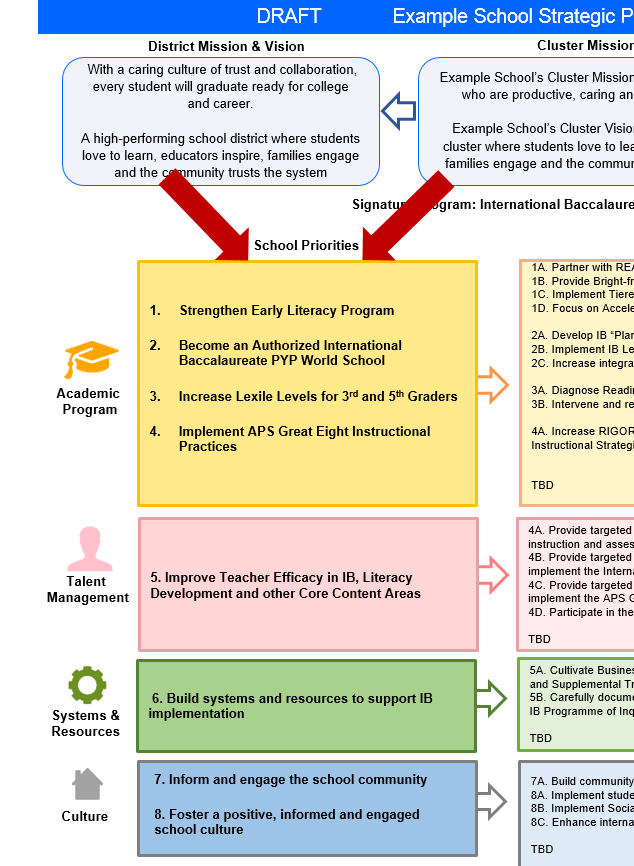 DRAFT
Example School Strategic P
District Mission & Vision
With a caring culture of trust and collaboration,
every student will graduate ready for college
and career.
A high-performing school district where students
love to learn, educators inspire, families engage
and the community trusts the system
Cluster Mission
Example School's Cluster Mission
who are productive, caring an
Example School's Cluster Visio
cluster where students love to lea
families engage and the commun
Signature Program: International Baccalaure
School Priorities
Academic
Program
1. Strengthen Early Literacy Program
2. Become an Authorized International
Baccalaureate PYP World School
3. Increase Lexile Levels for 3rd and 5th Graders
4. Implement APS Great Eight Instructional
Practices
1A. Partner with REA
1B. Provide Bright-fr
1C. Implement Tiere
1D. Focus on Accele
2A. Develop IB “Plan
2B. Implement IB Le
2C. Increase integra
3A. Diagnose Readin
3B. Intervene and re
4A. Increase RIGOR
Instructional Strategi
TBD
Talent
Management
5. Improve Teacher Efficacy in IB, Literacy
Development and other Core Content Areas
4A. Provide targeted
instruction and asses
4B. Provide targeted
implement the Interna
4C. Provide targeted
implement the APS G
4D. Participate in the
TBD
Systems &
Resources
6. Build systems and resources to support IB
implementation
5A. Cultivate Busines
and Supplemental Tr
5B. Carefully docume
IB Programme of Inq
TBD
Culture
7. Inform and engage the school community
8. Foster a positive, informed and engaged
school culture
7A. Build community
8A. Implement stude
8B. Implement Socia
8C. Enhance interna
TBD